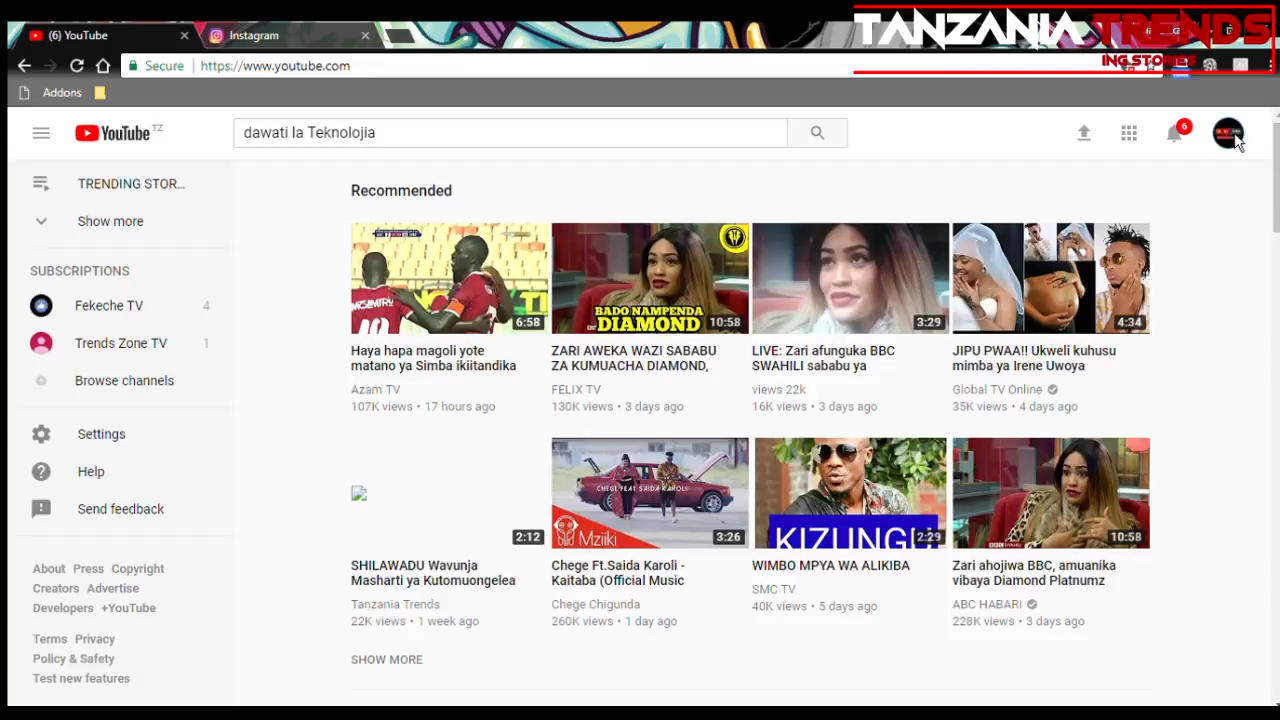 TANZANIA TRENDS
ING STORIES
(6) YouTube
Instagram
Secure
https://www.youtube.com
Addons
YouTube TZ
dawati la Teknolojia
6
TRENDING STOR...
Show more
SUBSCRIPTIONS
Fekeche TV 4
Trends Zone TV 1
Browse channels
Settings
Help
Send feedback
About Press Copyright
Creators Advertise
Developers +YouTube
Terms Privacy
Policy & Safety
Test new features
Recommended
10
6:58
Haya hapa magoli yote
matano ya Simba ikiitandika
Azam TV
107K views • 17 hours ago
BADO NAMPENDA
DIAMOND
10:58
ZARI AWEKA WAZI SABABU
ZA KUMUACHA DIAMOND,
FELIX TV
130K views • 3 days ago
3:29
LIVE: Zari afunguka BBC
SWAHILI sababu ya
views 22k
16K views • 3 days ago
4:34
JIPU PWAA!! Ukweli kuhusu
mimba ya Irene Uwoya
Global TV Online
35K views • 4 days ago
2:12
SHILAWADU Wavunja
Masharti ya Kutomuongelea
Tanzania Trends
22K views • 1 week ago
CHEGE FEAT SAIDA KAROLI
Mziiki
3:26
Chege Ft.Saida Karoli -
Kaitaba (Official Music
Chege Chigunda
260K views • 1 day ago
KIZUNGU
2:29
WIMBO MPYA WA ALIKIBA
SMC TV
40K views • 5 days ago
10:58
Zari ahojiwa BBC, amuanika
vibaya Diamond Platnumz
ABC HABARI
228K views • 3 days ago
SHOW MORE